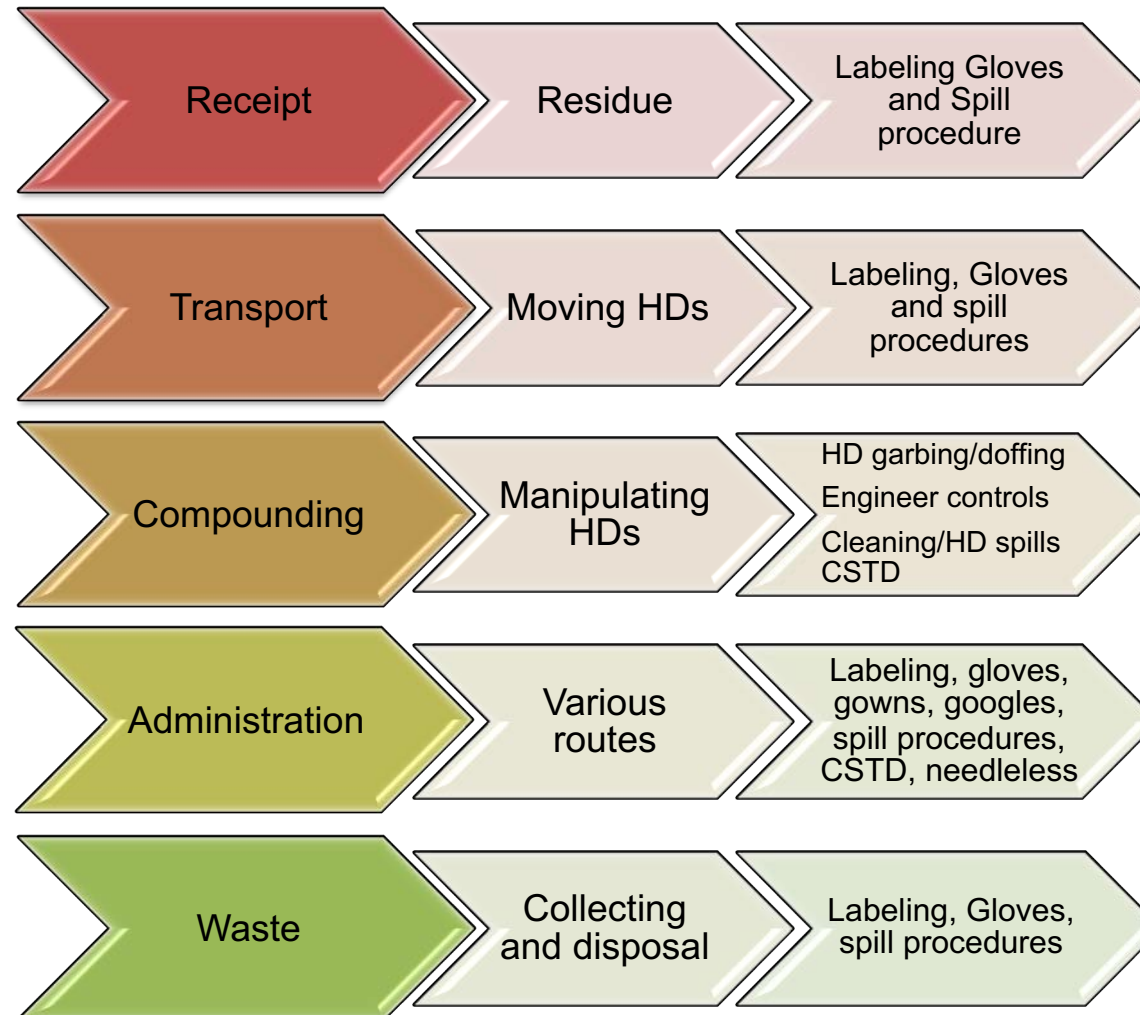 Receipt
Residue
Labeling Gloves
and Spill
procedure
Transport
Moving HDs
Labeling, Gloves
and spill
procedures
Compounding
Manipulating
HDs
HD garbing/doffing
Engineer controls
Cleaning/HD spills
CSTD
Administration
Various
routes
Labeling, gloves,
gowns, googles,
spill procedures,
CSTD, needleless
Waste
Collecting
and disposal
Labeling, Gloves,
spill procedures